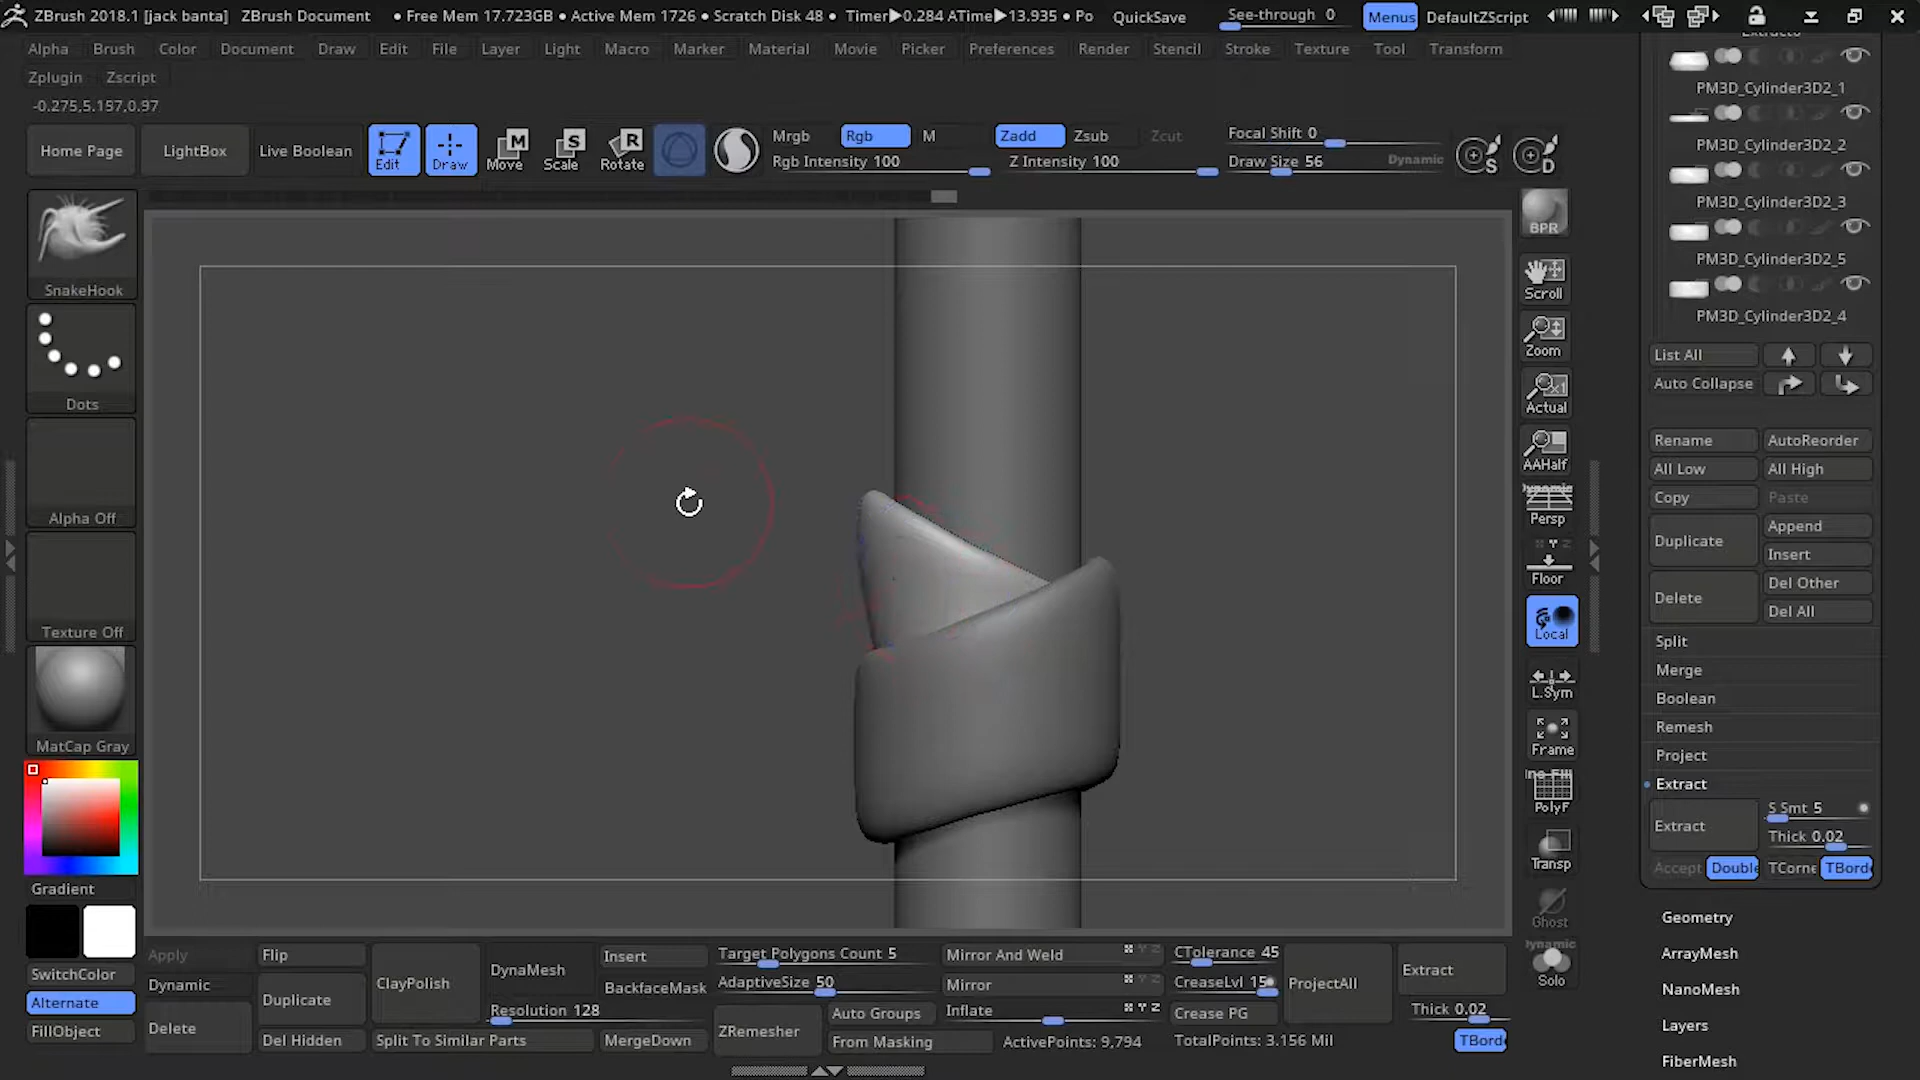 ZBrush 2018.1 [jack banta] ZBrush Document • Free Mem 17.723GB • Active Mem 1726 • Scratch Disk 48 • Timer▶0.284 ATime▶13.935 • Po QuickSave See-through 0 Menus DefaultZScript
Alpha Brush Color Document Draw Edit File Layer Light Macro Marker Material Movie Picker Preferences Render Stencil Stroke Texture Tool Transform
Zplugin Zscript
-0.275,5.157,0.97
Home Page LightBox Live Boolean Edit Draw Move Scale Rotate
Mrgb Rgb M Zadd Zsub Zcut Focal Shift 0
Rgb Intensity 100 Z Intensity 100 Draw Size 56 Dynamic S D
SnakeHook
Dots
Alpha Off
Texture Off
MatCap Gray
Gradient
SwitchColor
Alternate
FillObject
BPR
Scroll
Zoom
Actual
AAHalf
Dynamic
Persp
Floor
Local
L.Sym
Frame
PolyF
Transp
Ghost
Dynamic
Solo
PM3D_Cylinder3D2_1
PM3D_Cylinder3D2_2
PM3D_Cylinder3D2_3
PM3D_Cylinder3D2_5
PM3D_Cylinder3D2_4
List All
Auto Collapse
Rename AutoReorder
All Low All High
Copy Paste
Duplicate Append
Insert
Delete Del Other
Del All
Split
Merge
Boolean
Remesh
Project
Extract
Extract S Smt 5
Thick 0.02
Accept Double TCorne TBorde
Geometry
ArrayMesh
NanoMesh
Layers
FiberMesh
Apply Flip ClayPolish DynaMesh Insert Target Polygons Count 5 Mirror And Weld CTolerance 45 ProjectAll Extract
Dynamic Duplicate BackfaceMask AdaptiveSize 50 Mirror CreaseLvl 15
Resolution 128 Auto Groups Inflate Crease PG Thick 0.02
Delete Del Hidden Split To Similar Parts MergeDown ZRemesher From Masking ActivePoints: 9,794 TotalPoints: 3.156 Mil TBorde